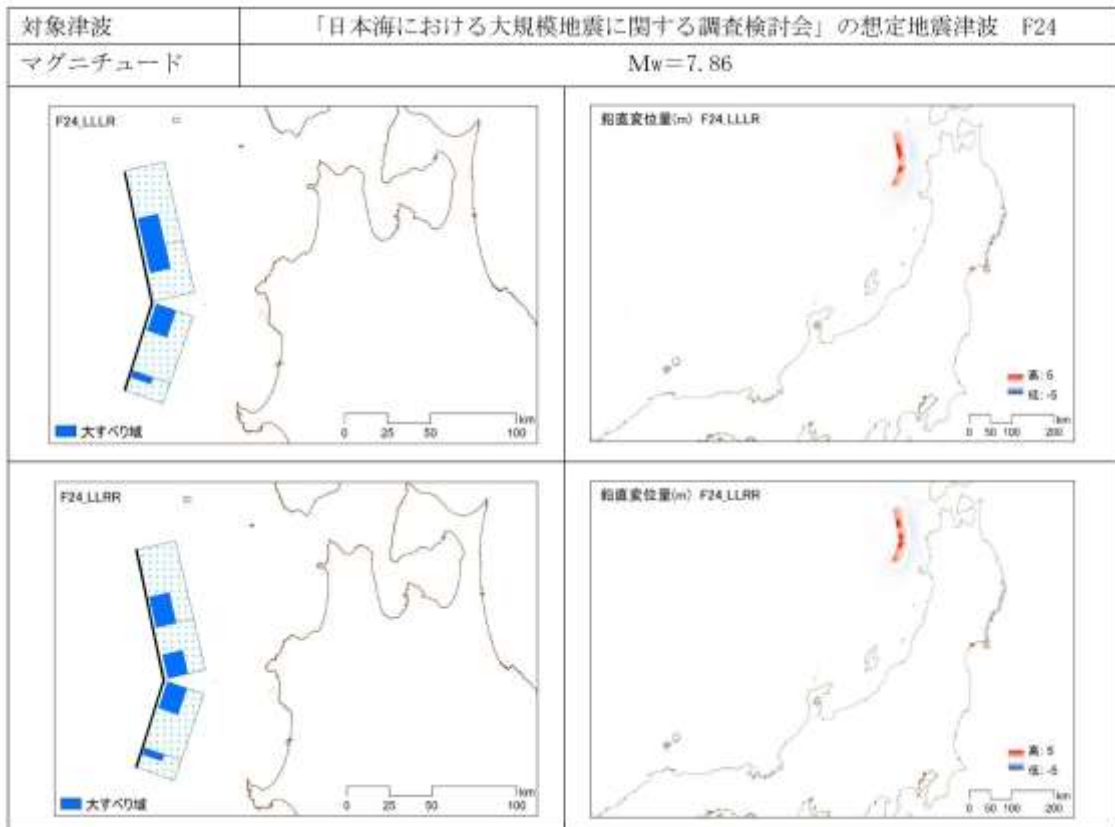 対象津波
「日本海における大規模地震に関する調査検討会」の想定地震津波 F24
マグニチュード
Mw=7.86
F24_LLLR
大すべり域
km
0 25 50 100
鉛直変位量(m) F24_LLLR
高: 5
低: -5
km
0 50 100 200
F24_LLRR
大すべり域
km
0 25 50 100
鉛直変位量(m) F24_LLRR
高: 5
低: -5
km
0 50 100 200